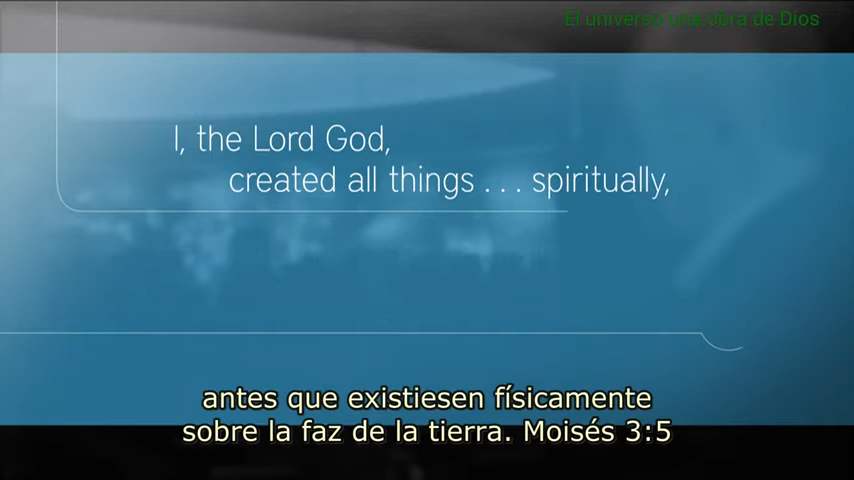 El universo una obra de Dios
I, the Lord God,
created all things . . . spiritually,
antes que existiesen físicamente
sobre la faz de la tierra. Moisés 3:5